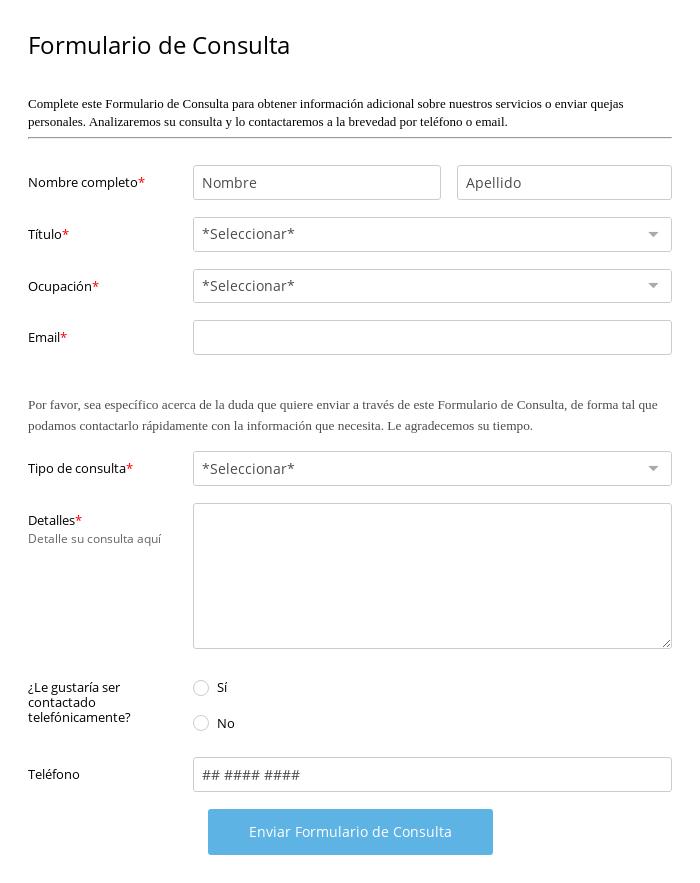 Formulario de Consulta
Complete este Formulario de Consulta para obtener información adicional sobre nuestros servicios o enviar quejas
personales. Analizaremos su consulta y lo contactaremos a la brevedad por teléfono o email.
Nombre completo* Nombre Apellido
Título* *Seleccionar*
Ocupación* *Seleccionar*
Email*
Por favor, sea específico acerca de la duda que quiere enviar a través de este Formulario de Consulta, de forma tal que
podamos contactarlo rápidamente con la información que necesita. Le agradecemos su tiempo.
Tipo de consulta* *Seleccionar*
Detalles*
Detalle su consulta aquí
¿Le gustaría ser
contactado
telefónicamente?
Sí
No
Teléfono ## #### ####
Enviar Formulario de Consulta